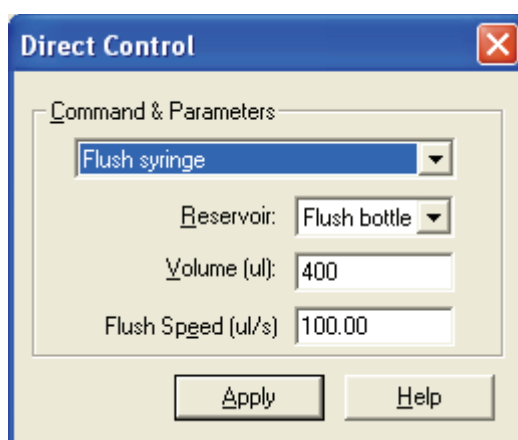 Direct Control
Command & Parameters
Flush syringe
Reservoir: Flush bottle
Volume (ul): 400
Flush Speed (ul/s) 100.00
Apply Help